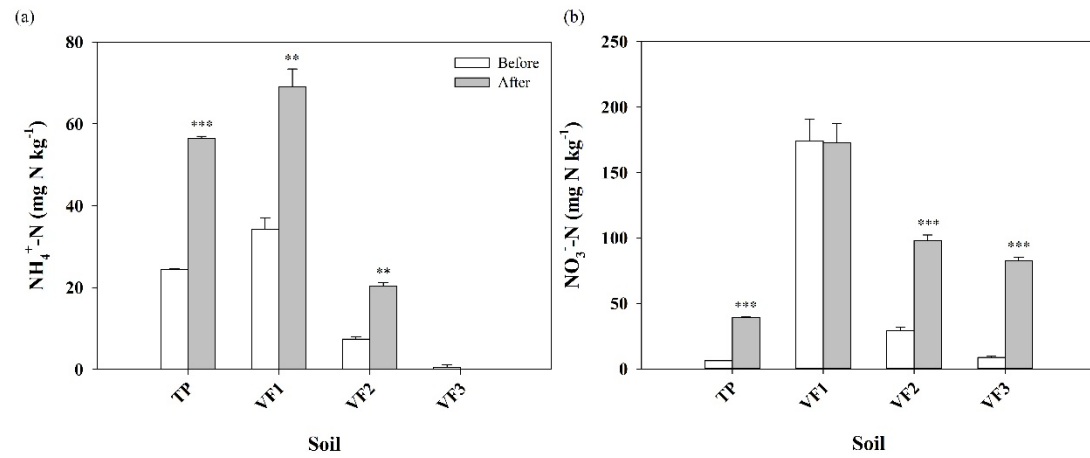 (a)
80
60
40
20
0
NH₄⁺-N (mg N kg⁻¹)
Before
After
***
**
**
TP
VF1
VF2
VF3
Soil
(b)
250
200
150
100
50
0
NO₃⁻-N (mg N kg⁻¹)
***
***
***
TP
VF1
VF2
VF3
Soil